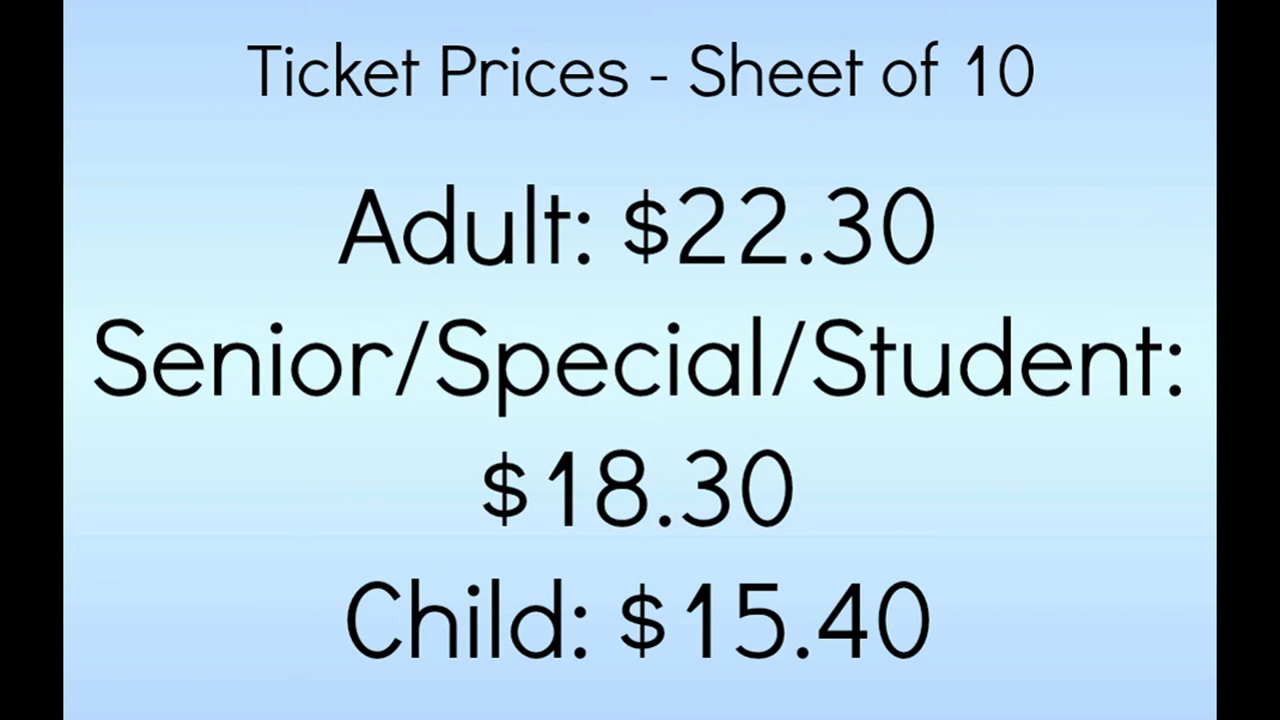 Ticket Prices - Sheet of 10
Adult: $22.30
Senior/Special/Student:
$18.30
Child: $15.40